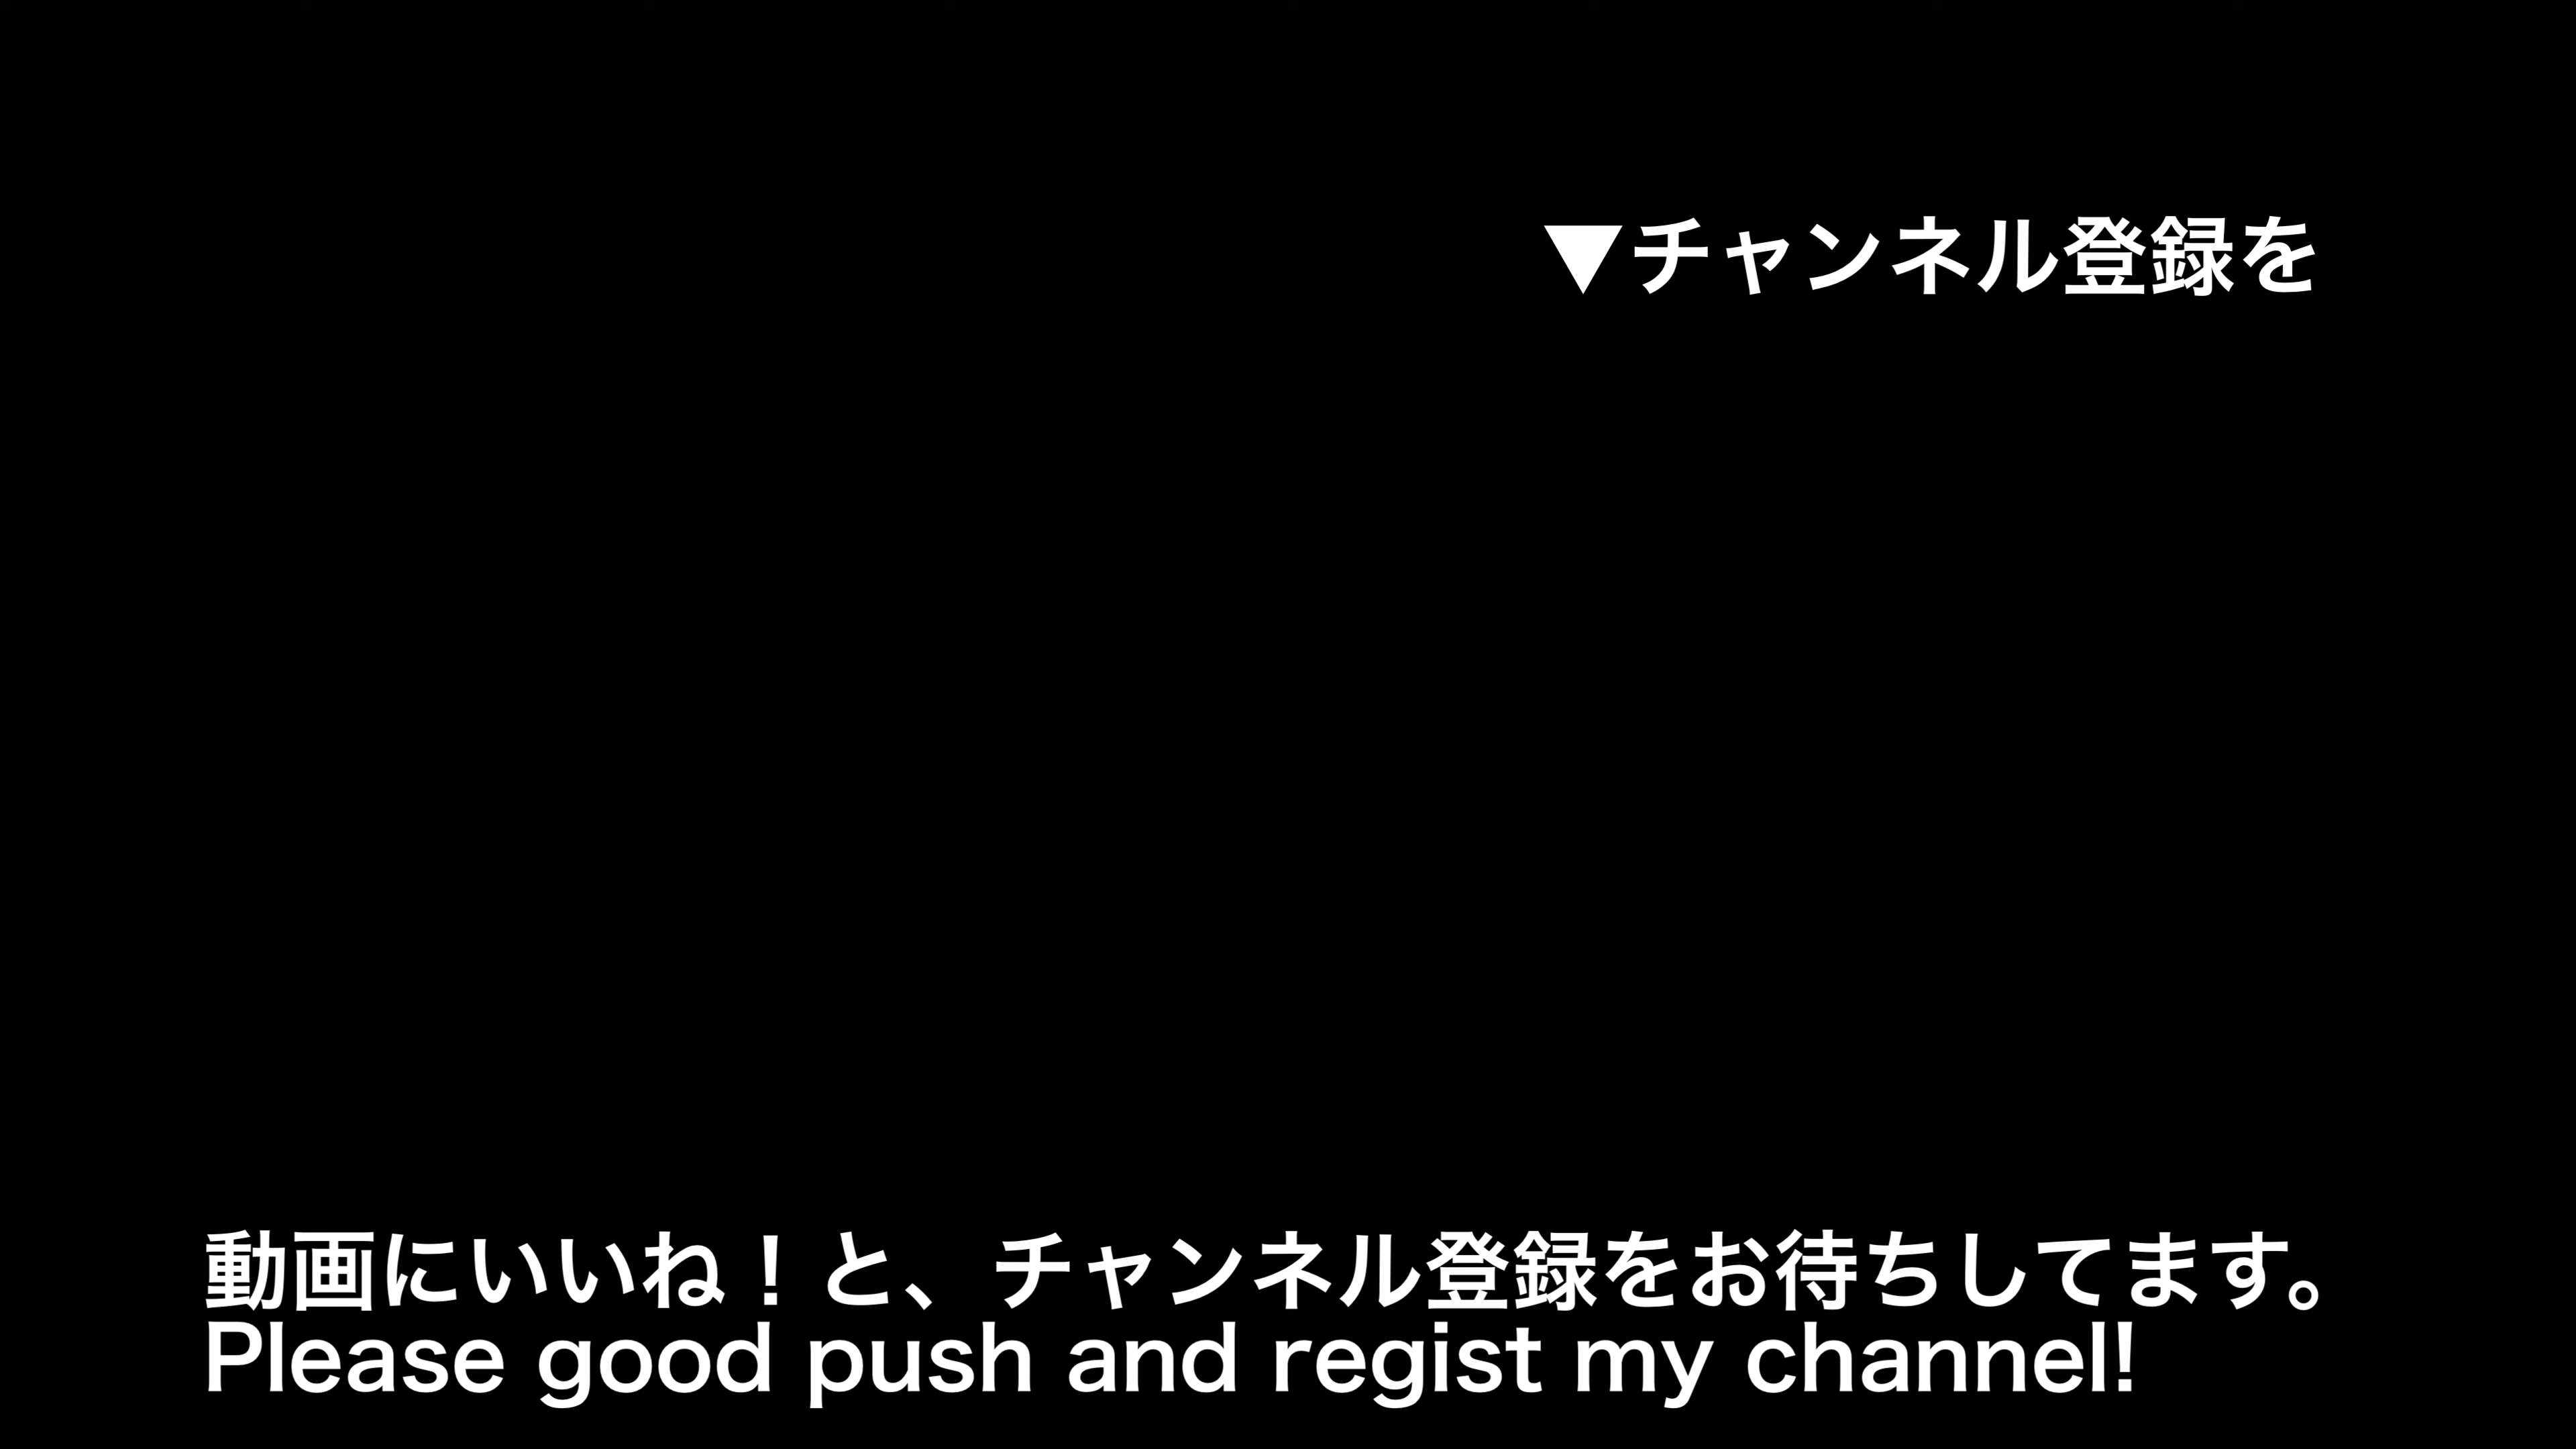 ▼チャンネル登録を
動画にいいね！と、チャンネル登録をお待ちしてます。
Please good push and regist my channel!